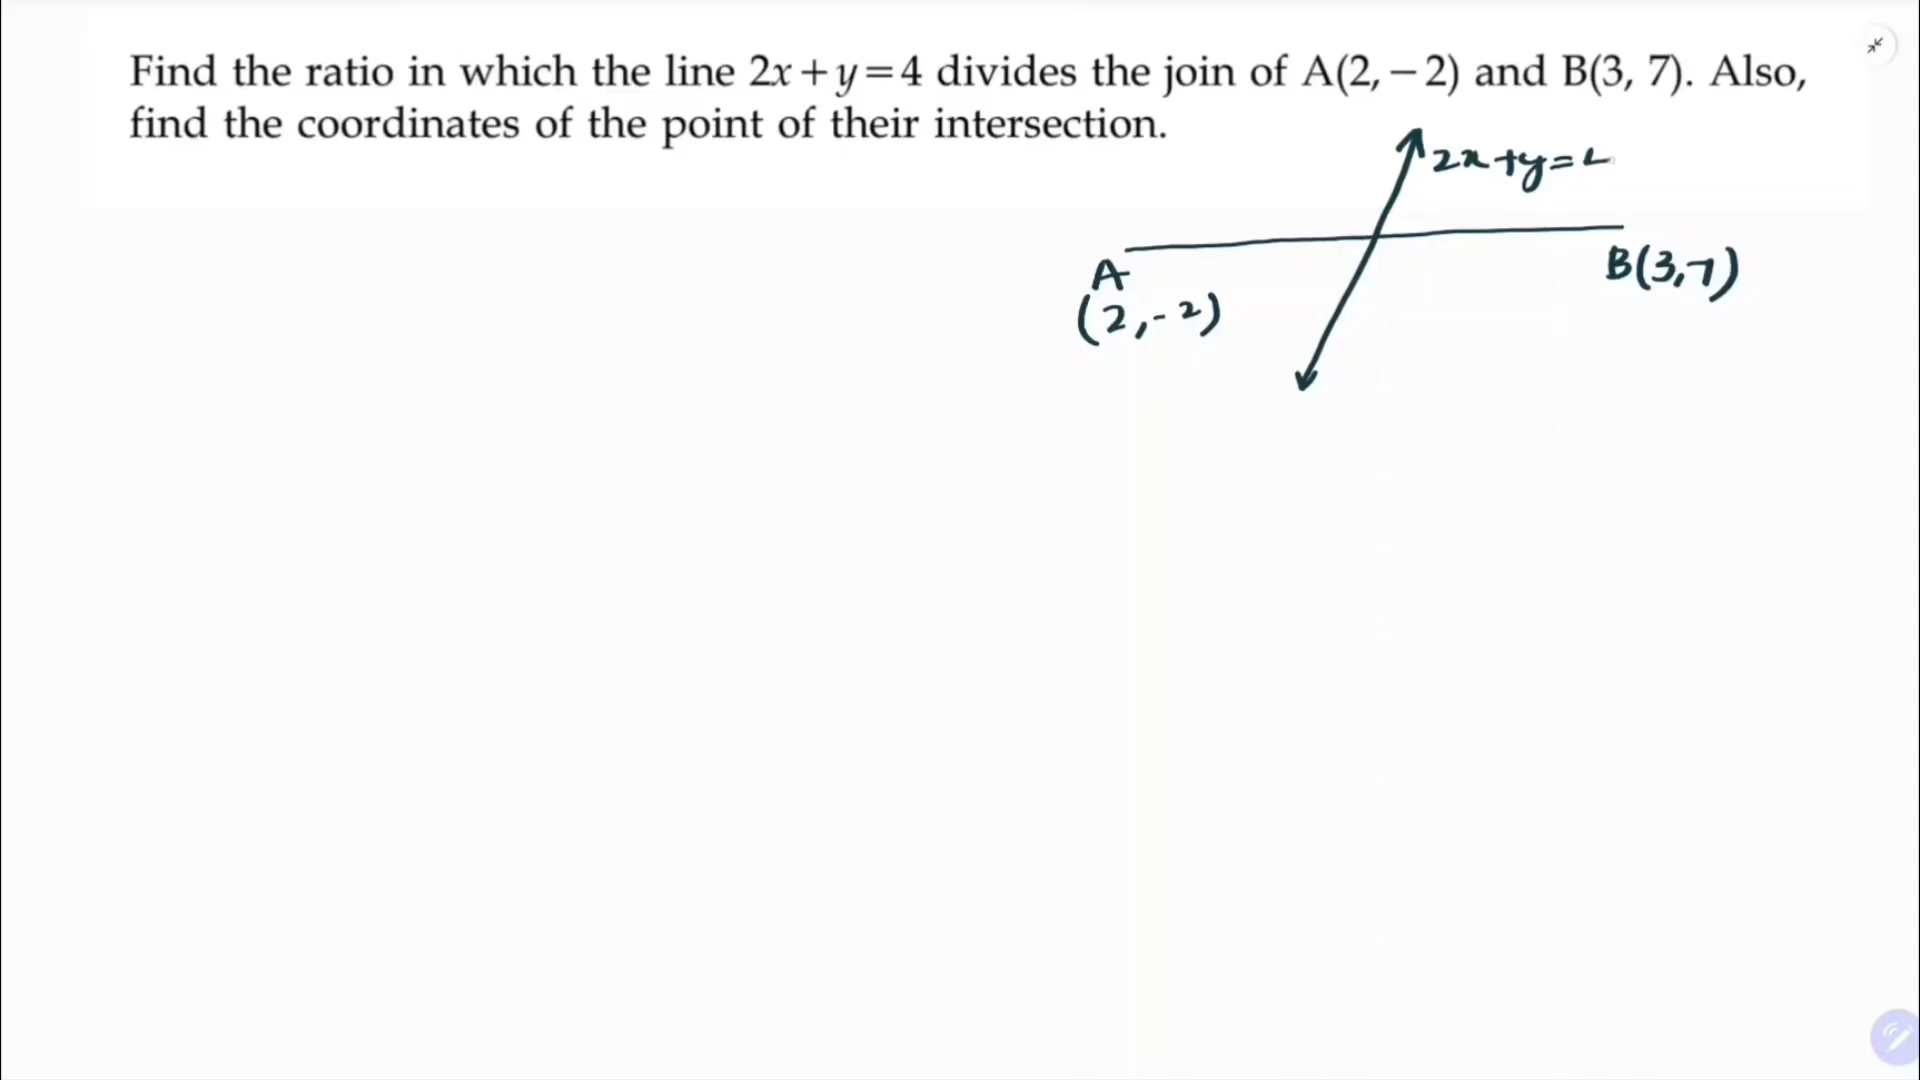 Find the ratio in which the line 2x+y=4 divides the join of A(2, −2) and B(3, 7). Also,
find the coordinates of the point of their intersection.
2x+y=
A
(2,-2)
B(3,7)